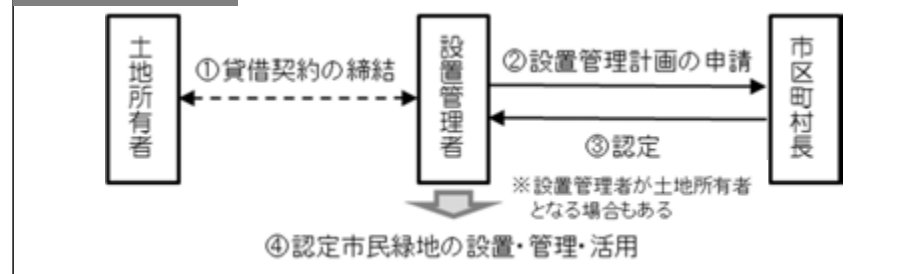 土地所有者
①貸借契約の締結
設置管理者
②設置管理計画の申請
③認定
市区町村長
※設置管理者が土地所有者
となる場合もある
④認定市民緑地の設置・管理・活用